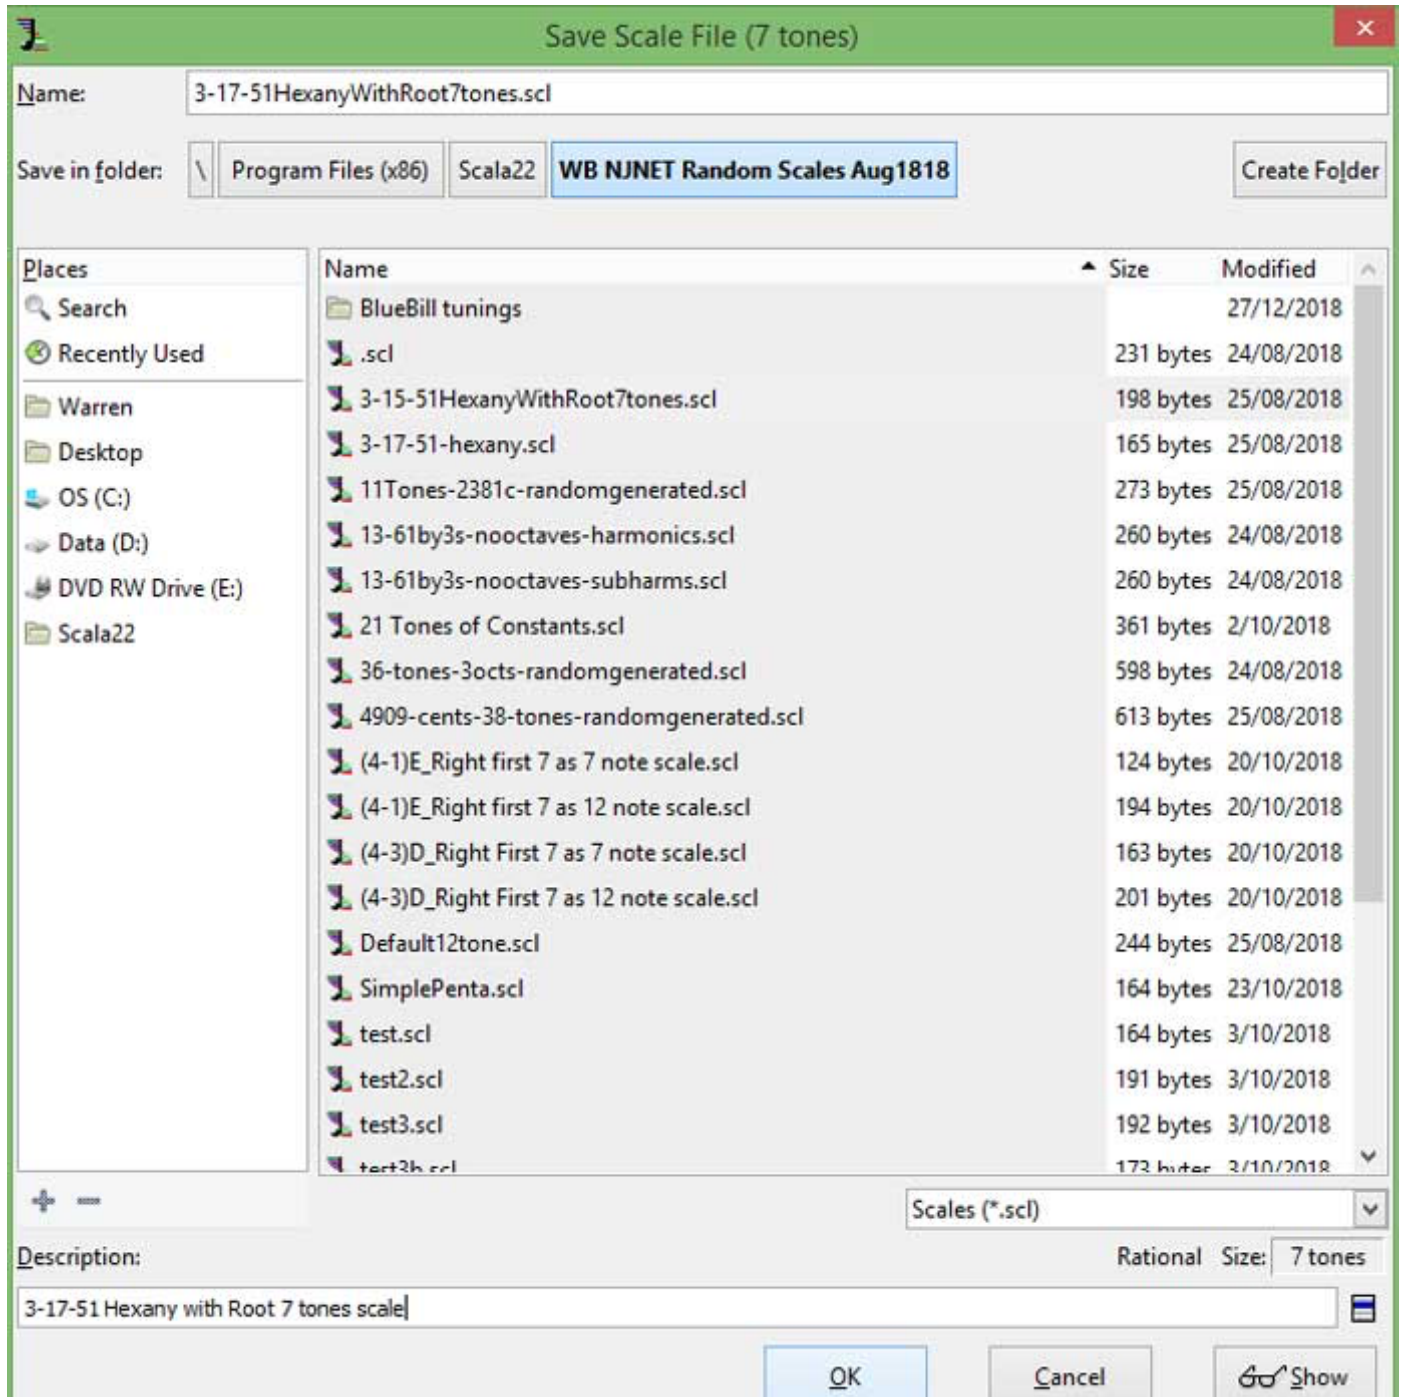 Save Scale File (7 tones)
Name: 3-17-51HexanyWithRoot7tones.scl
Save in folder: \ Program Files (x86) Scala22 WB NJNET Random Scales Aug1818 Create Folder
Places Name Size Modified
Search BlueBill tunings 27/12/2018
Recently Used .scl 231 bytes 24/08/2018
Warren 3-15-51HexanyWithRoot7tones.scl 198 bytes 25/08/2018
Desktop 3-17-51-hexany.scl 165 bytes 25/08/2018
OS (C:) 11Tones-2381c-randomgenerated.scl 273 bytes 25/08/2018
Data (D:) 13-61by3s-nooctaves-harmonics.scl 260 bytes 24/08/2018
DVD RW Drive (E:) 13-61by3s-nooctaves-subharms.scl 260 bytes 24/08/2018
Scala22 21 Tones of Constants.scl 361 bytes 2/10/2018
36-tones-3octs-randomgenerated.scl 598 bytes 24/08/2018
4909-cents-38-tones-randomgenerated.scl 613 bytes 25/08/2018
(4-1)E_Right first 7 as 7 note scale.scl 124 bytes 20/10/2018
(4-1)E_Right first 7 as 12 note scale.scl 194 bytes 20/10/2018
(4-3)D_Right First 7 as 7 note scale.scl 163 bytes 20/10/2018
(4-3)D_Right First 7 as 12 note scale.scl 201 bytes 20/10/2018
Default12tone.scl 244 bytes 25/08/2018
SimplePenta.scl 164 bytes 23/10/2018
test.scl 164 bytes 3/10/2018
test2.scl 191 bytes 3/10/2018
test3.scl 192 bytes 3/10/2018
test3b.scl 173 bytes 3/10/2018
Scales (*.scl)
Description: Rational Size: 7 tones
3-17-51 Hexany with Root 7 tones scale
OK Cancel Show